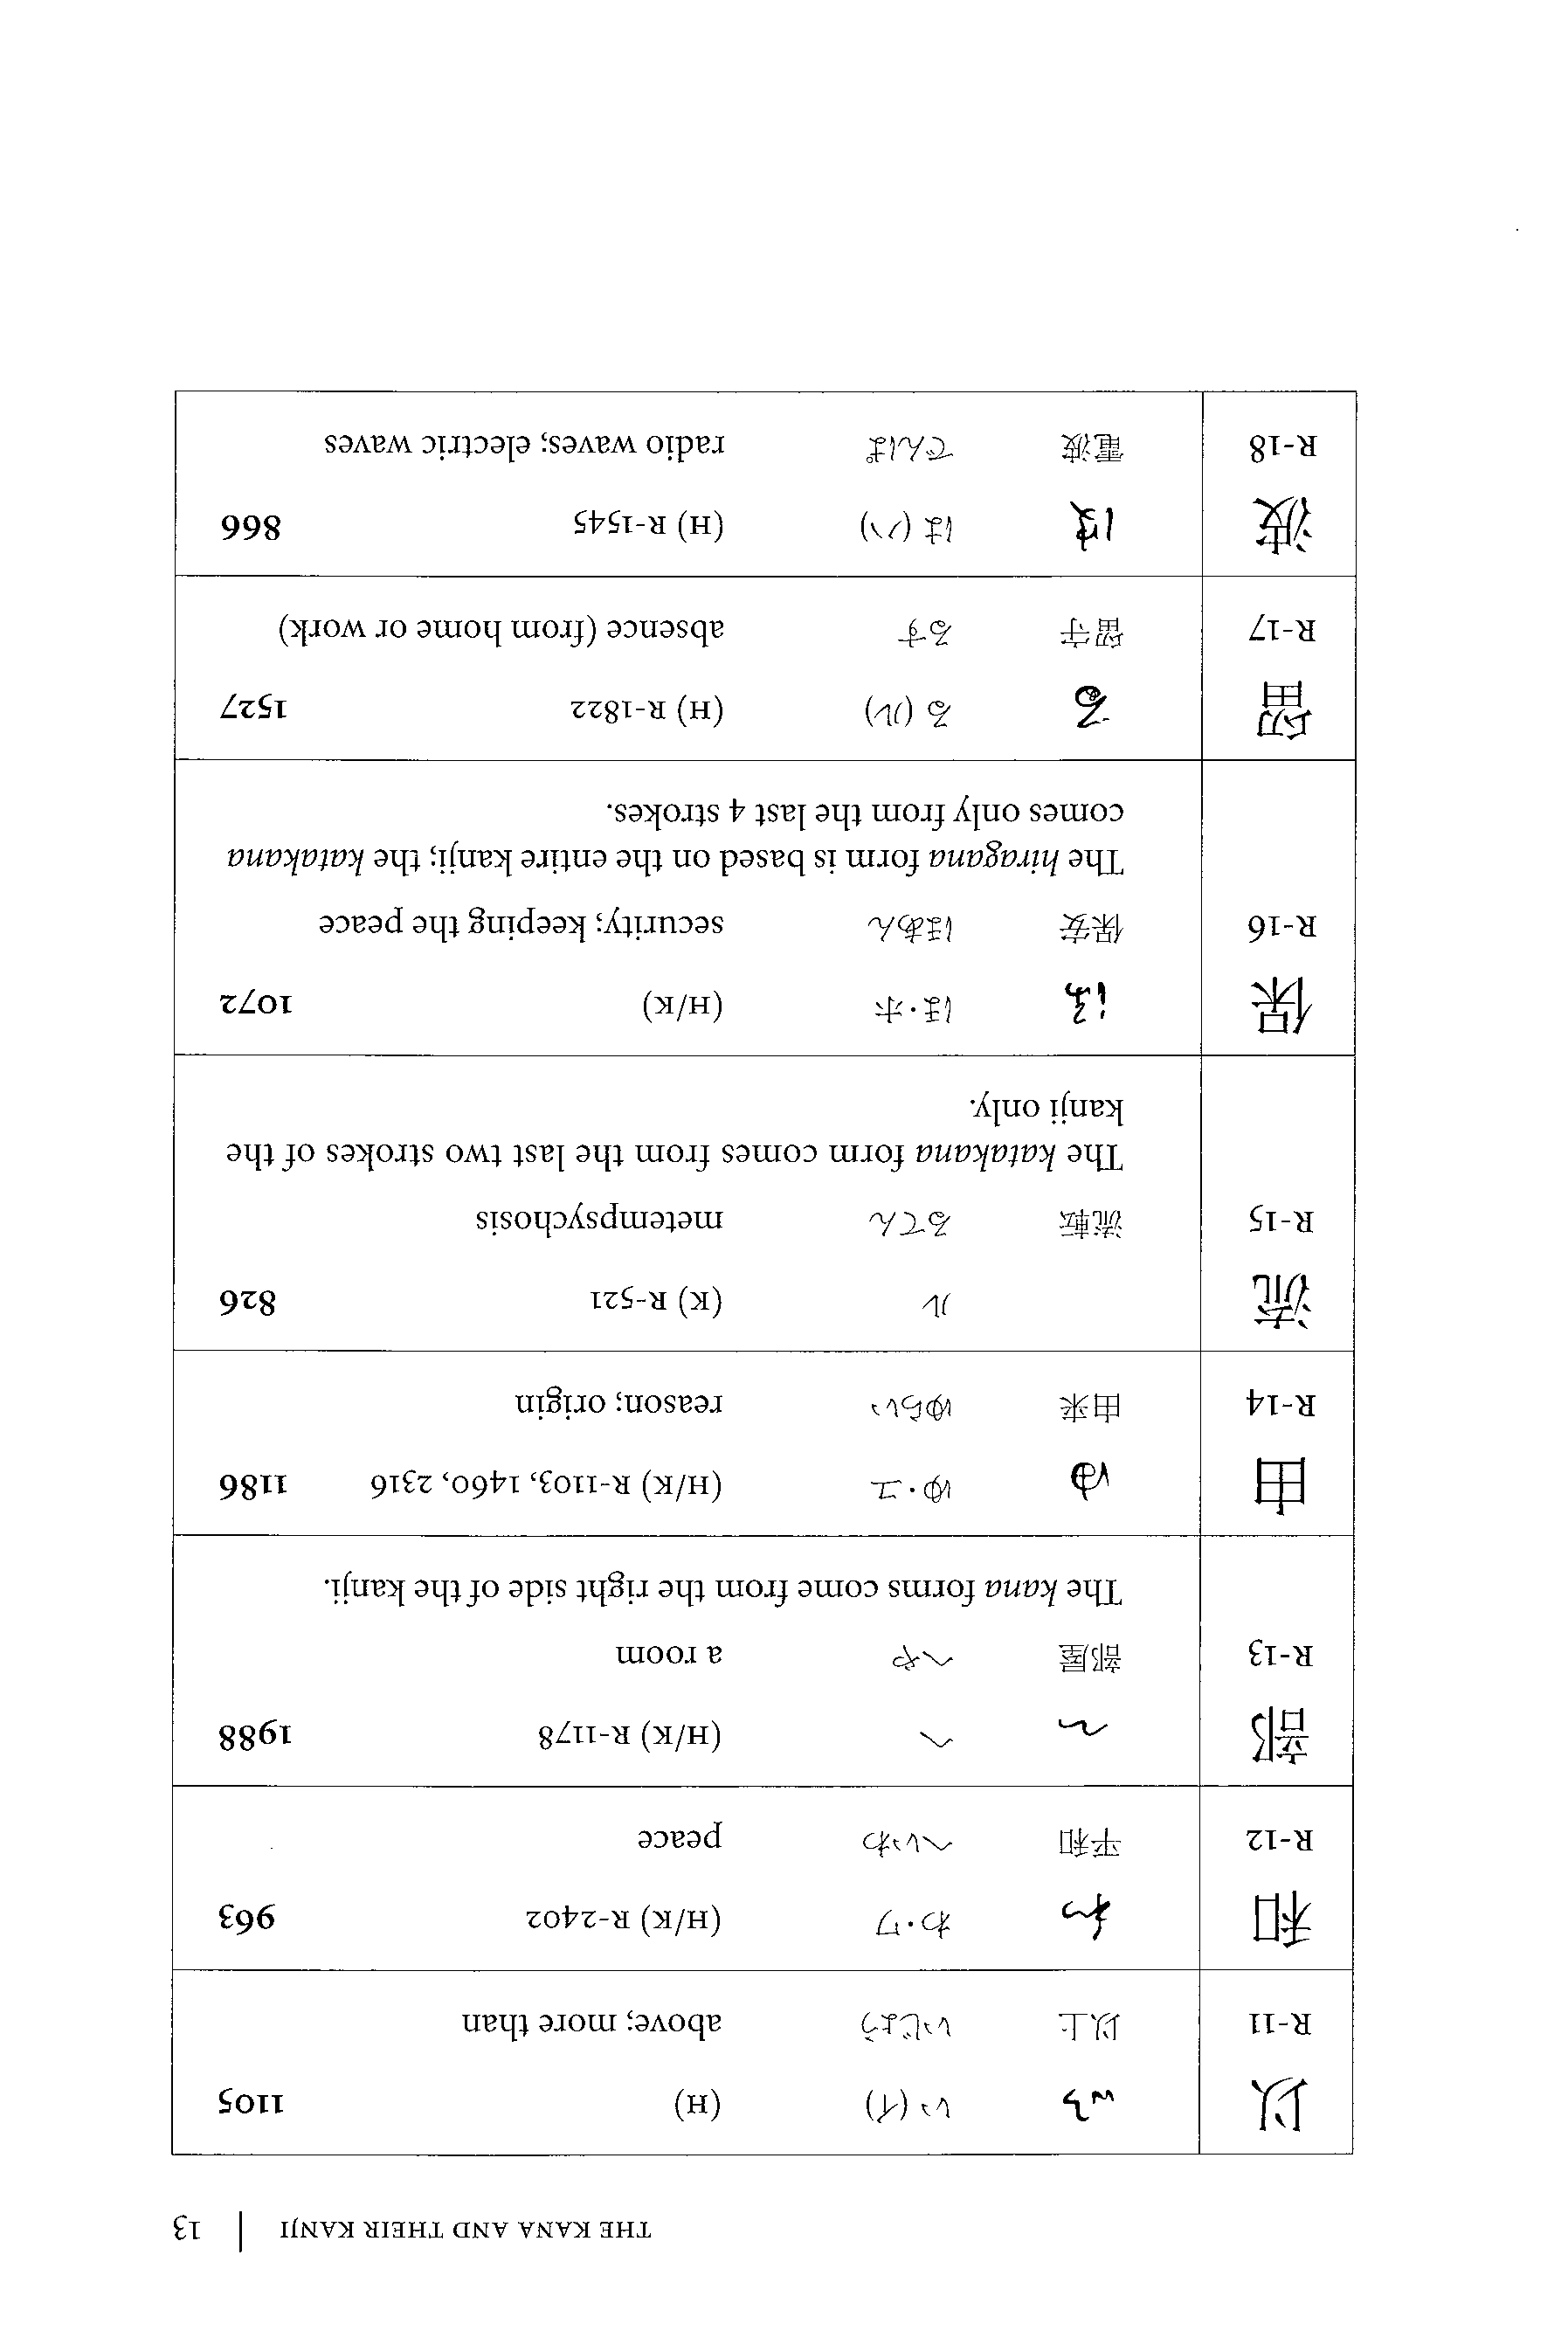 THE KANA AND THEIR KANJI | 13
以 い (イ) (H) 1105
R-11 以上 いじょう above; more than
和 わ・ワ (H/K) R-2402 963
R-12 平和 へいわ peace
部 へ (H/K) R-1178 1988
R-13 部屋 へや a room
The kana forms come from the right side of the kanji.
由 ゆ ゆ・ユ (H/K) R-1103, 1460, 2316 1186
R-14 由来 ゆらい reason; origin
流 ル (K) R-521 826
R-15 流転 るてん metempsychosis
The katakana form comes from the last two strokes of the
kanji only.
保 ほ ほ・ホ (H/K) 1072
R-16 保安 ほあん security; keeping the peace
The hiragana form is based on the entire kanji; the katakana
comes only from the last 4 strokes.
留 る る (ル) (H) R-1822 1527
R-17 留守 るす absence (from home or work)
波 は (ハ) (H) R-1545 866
R-18 電波 でんぱ radio waves; electric waves